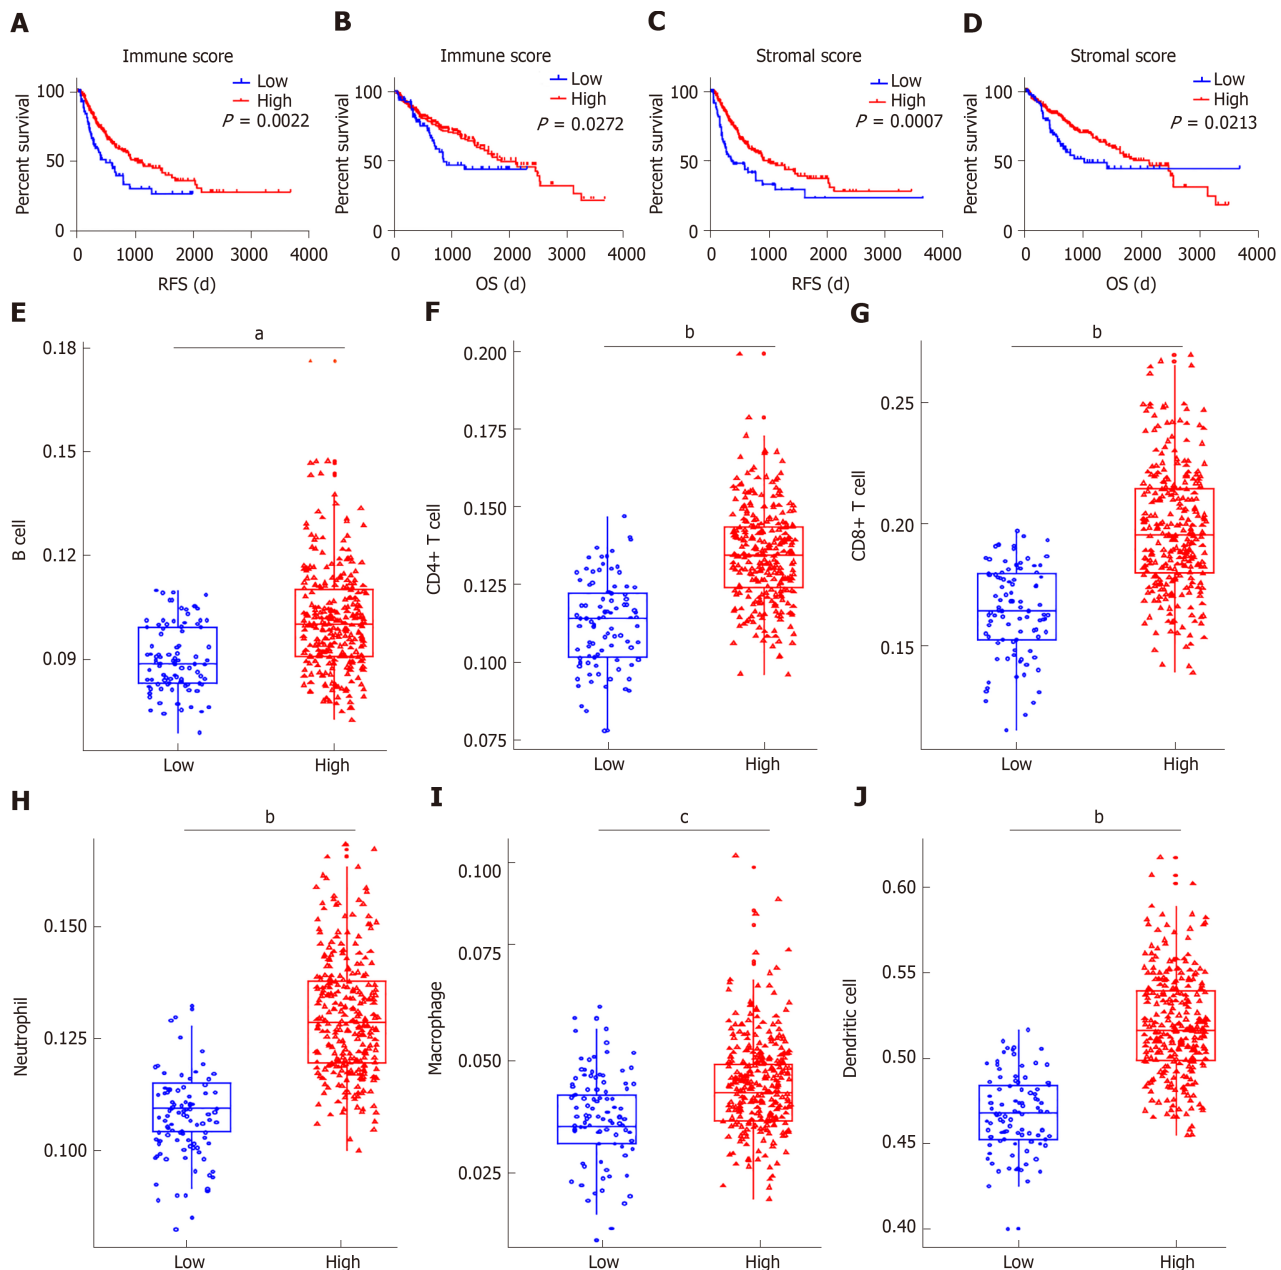 A
Immune score
Low
High
P = 0.0022
Percent survival
100
50
0
0 1000 2000 3000 4000
RFS (d)
B
Immune score
Low
High
P = 0.0272
Percent survival
100
50
0
0 1000 2000 3000 4000
OS (d)
C
Stromal score
Low
High
P = 0.0007
Percent survival
100
50
0
0 1000 2000 3000 4000
RFS (d)
D
Stromal score
Low
High
P = 0.0213
Percent survival
100
50
0
0 1000 2000 3000 4000
OS (d)
E
a
B cell
0.18
0.15
0.12
0.09
Low High
F
b
CD4+ T cell
0.200
0.175
0.150
0.125
0.100
0.075
Low High
G
b
CD8+ T cell
0.25
0.20
0.15
Low High
H
b
Neutrophil
0.150
0.125
0.100
Low High
I
c
Macrophage
0.100
0.075
0.050
0.025
Low High
J
b
Dendritic cell
0.60
0.55
0.50
0.45
0.40
Low High